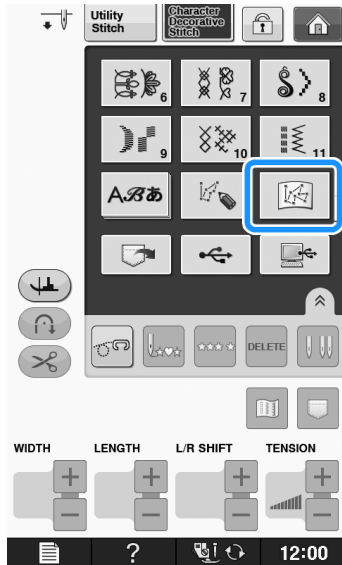 Utility
Stitch
Character
Decorative
Stitch
6
7
8
9
10
11
ABあ
DELETE
WIDTH
LENGTH
L/R SHIFT
TENSION
+ + + +
− − − −
?
12:00